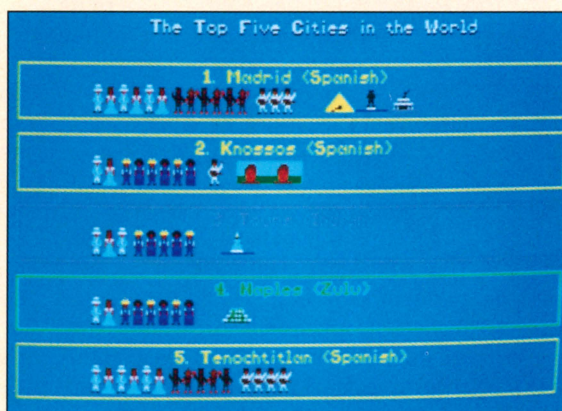 The Top Five Cities in the World
1. Madrid (Spanish)
2. Knossos (Spanish)
4. Naples (Zulu)
5. Tenochtitlan (Spanish)